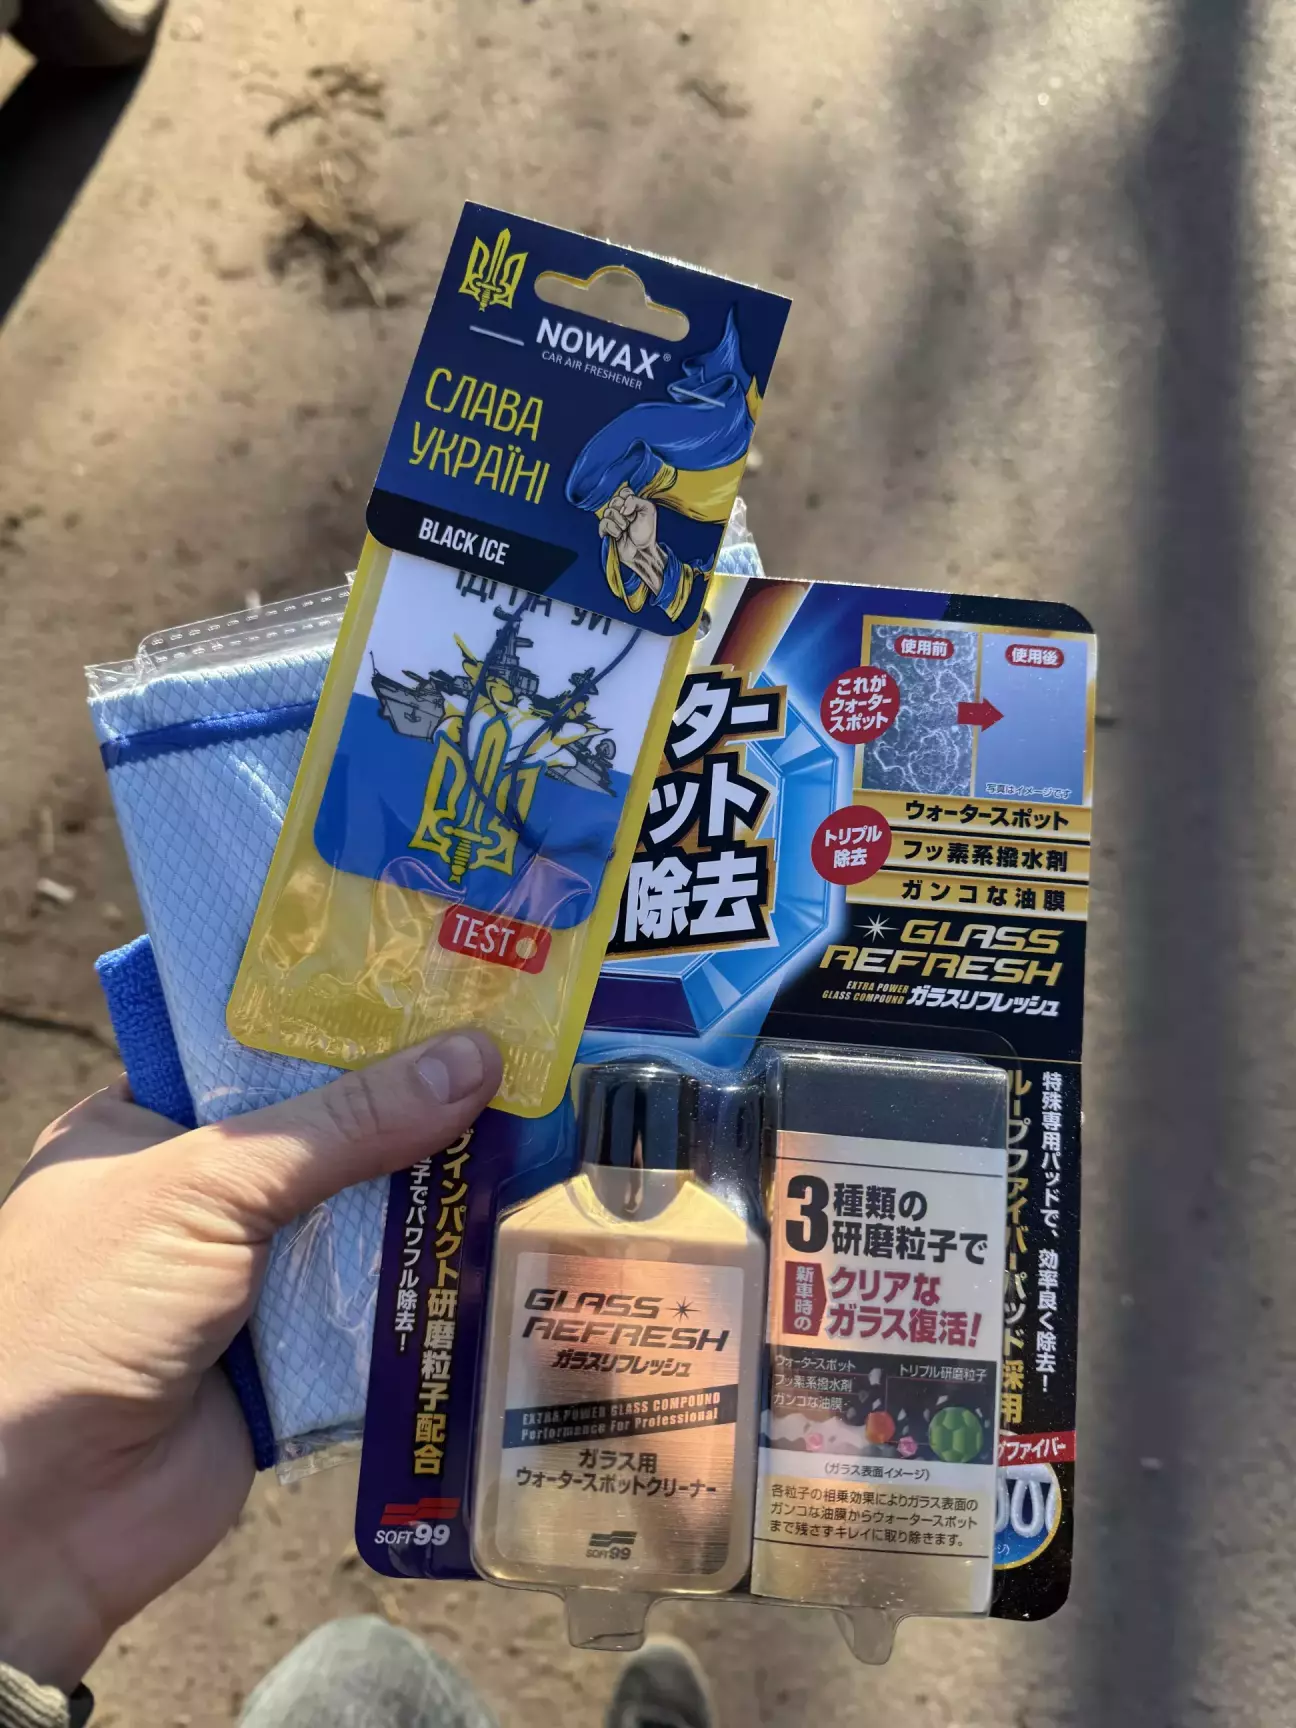 NOWAX®
CAR AIR FRESHENER
СЛАВА
УКРАЇНІ
BLACK ICE
TEST
使用前
使用後
これが
ウォーター
スポット
写真はイメージです
ター
ット
除去
トリプル
除去
ウォータースポット
フッ素系撥水剤
ガンコな油膜
GLASS
REFRESH
EXTRA POWER
GLASS COMPOUND
ガラスリフレッシュ
特殊専用パッドで、効率良く除去!
ループファイバーパッド採用
グインパクト研磨粒子配合
子でパワフル除去!
SOFT99
GLASS
REFRESH
ガラスリフレッシュ
EXTRA POWER GLASS COMPOUND
Performance For Professional
ガラス用
ウォータースポットクリーナー
SOFT99
3種類の
研磨粒子で
新車時の
クリアな
ガラス復活!
ウォータースポット
フッ素系撥水剤
ガンコな油膜
トリプル研磨粒子
(ガラス表面イメージ)
各粒子の相乗効果によりガラス表面の
ガンコな油膜からウォータースポット
まで残さずキレイに取り除きます。
ファイバー